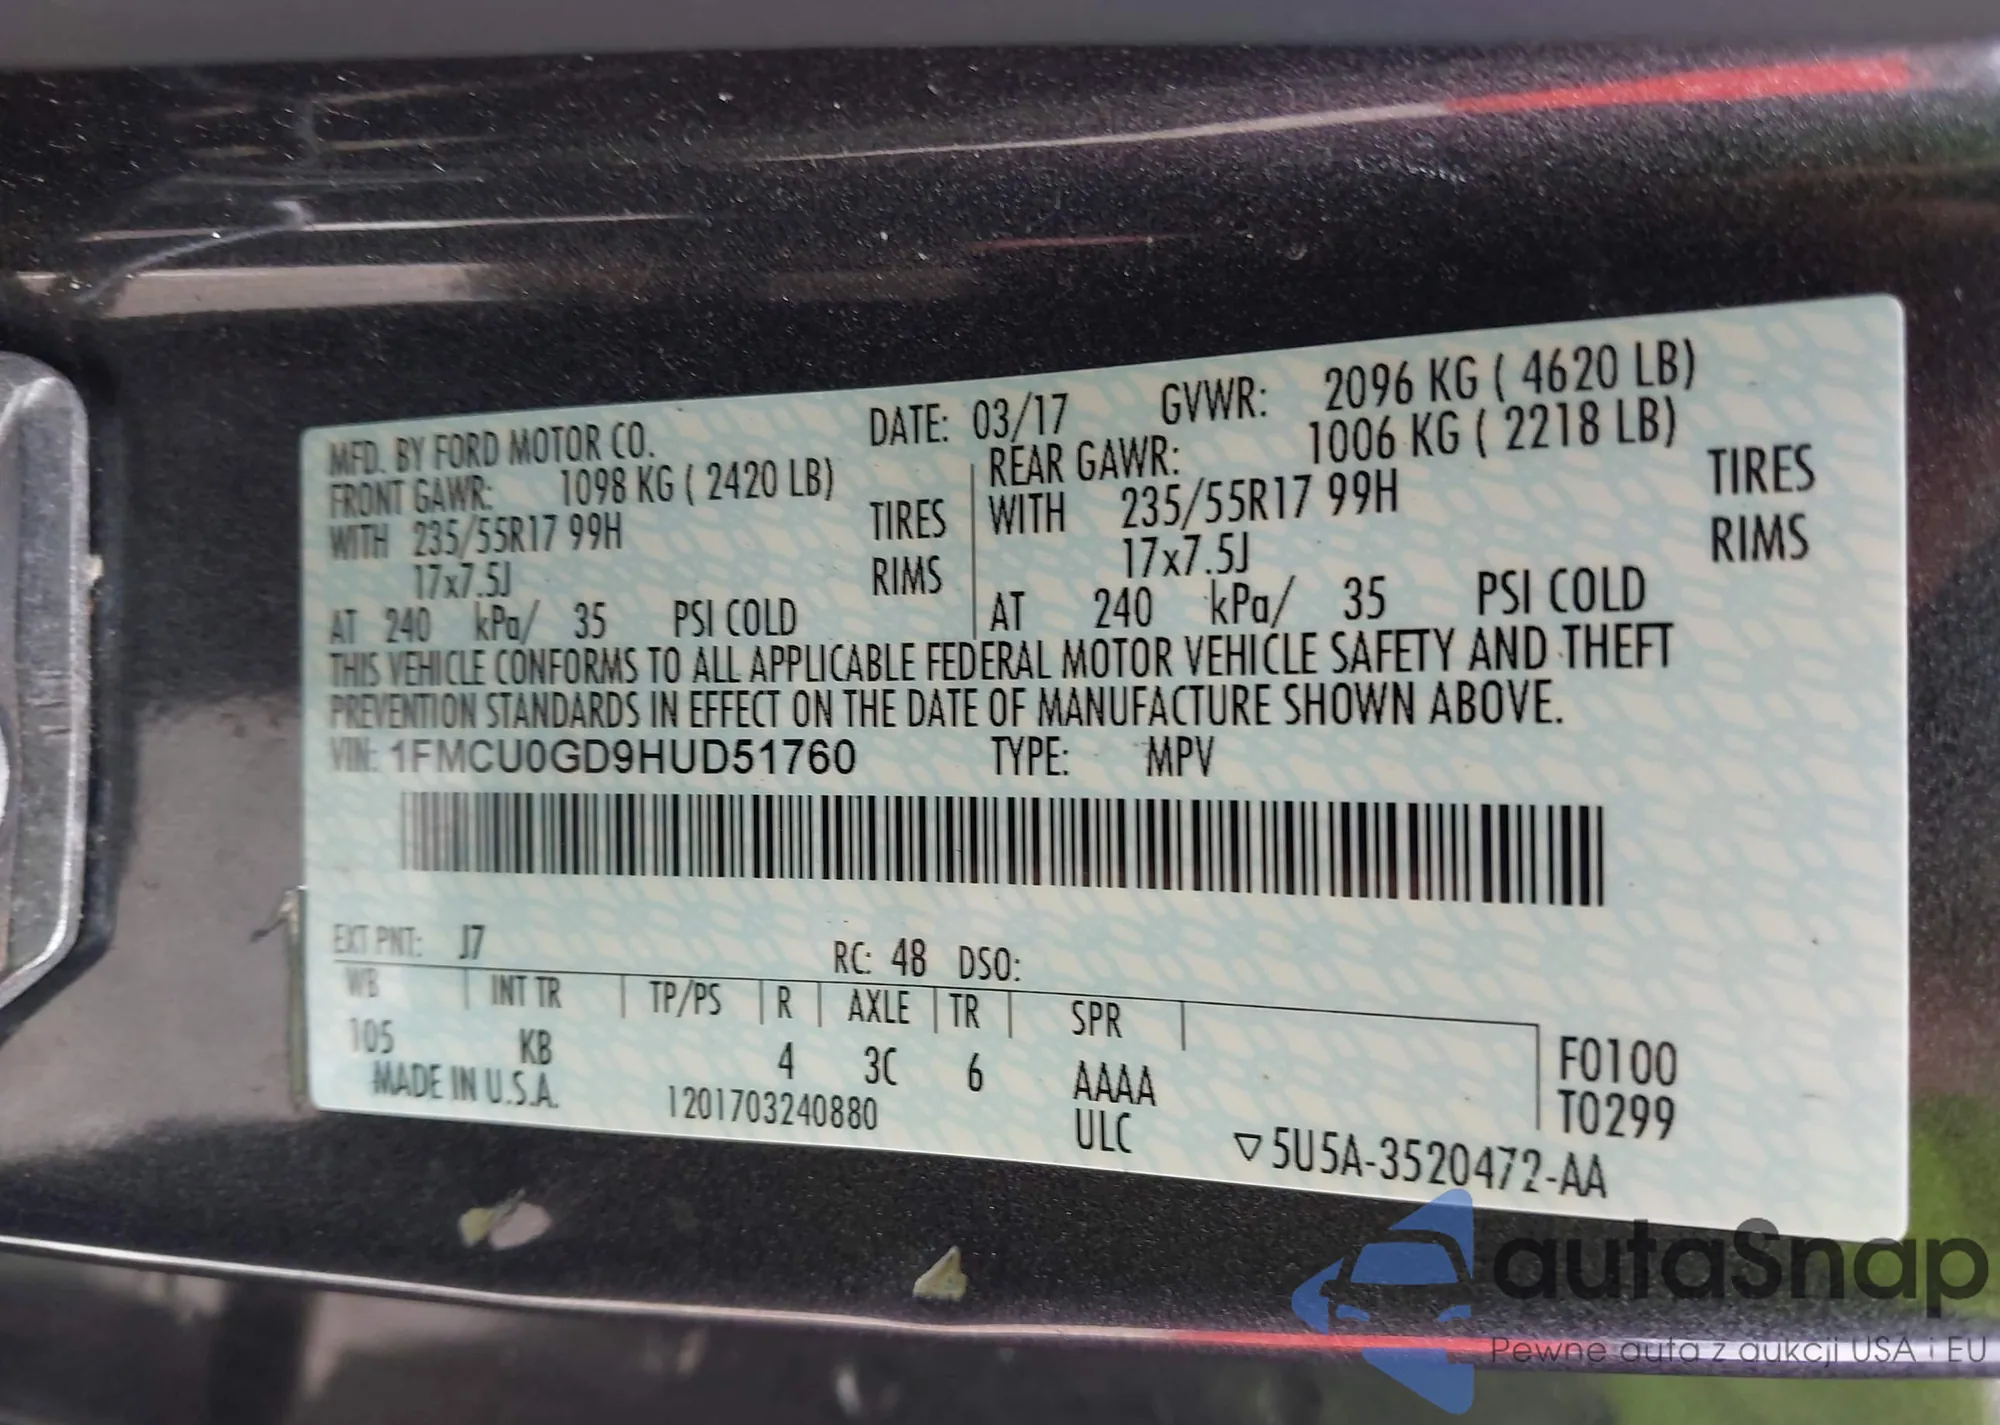 MFD. BY FORD MOTOR CO. DATE: 03/17 GVWR: 2096 KG ( 4620 LB)
FRONT GAWR: 1098 KG ( 2420 LB) REAR GAWR: 1006 KG ( 2218 LB)
WITH 235/55R17 99H TIRES WITH 235/55R17 99H TIRES
17x7.5J RIMS 17x7.5J RIMS
AT 240 kPa/ 35 PSI COLD AT 240 kPa/ 35 PSI COLD
THIS VEHICLE CONFORMS TO ALL APPLICABLE FEDERAL MOTOR VEHICLE SAFETY AND THEFT
PREVENTION STANDARDS IN EFFECT ON THE DATE OF MANUFACTURE SHOWN ABOVE.
VIN: 1FMCU0GD9HUD51760 TYPE: MPV
EXT PNT: J7 RC: 48 DSO:
WB INT TR TP/PS R AXLE TR SPR
105 KB 4 3C 6 AAAA F0100
MADE IN U.S.A. 1201703240880 ULC T0299
▽5U5A-3520472-AA
autaSnap
Pewne auta z aukcji USA i EU